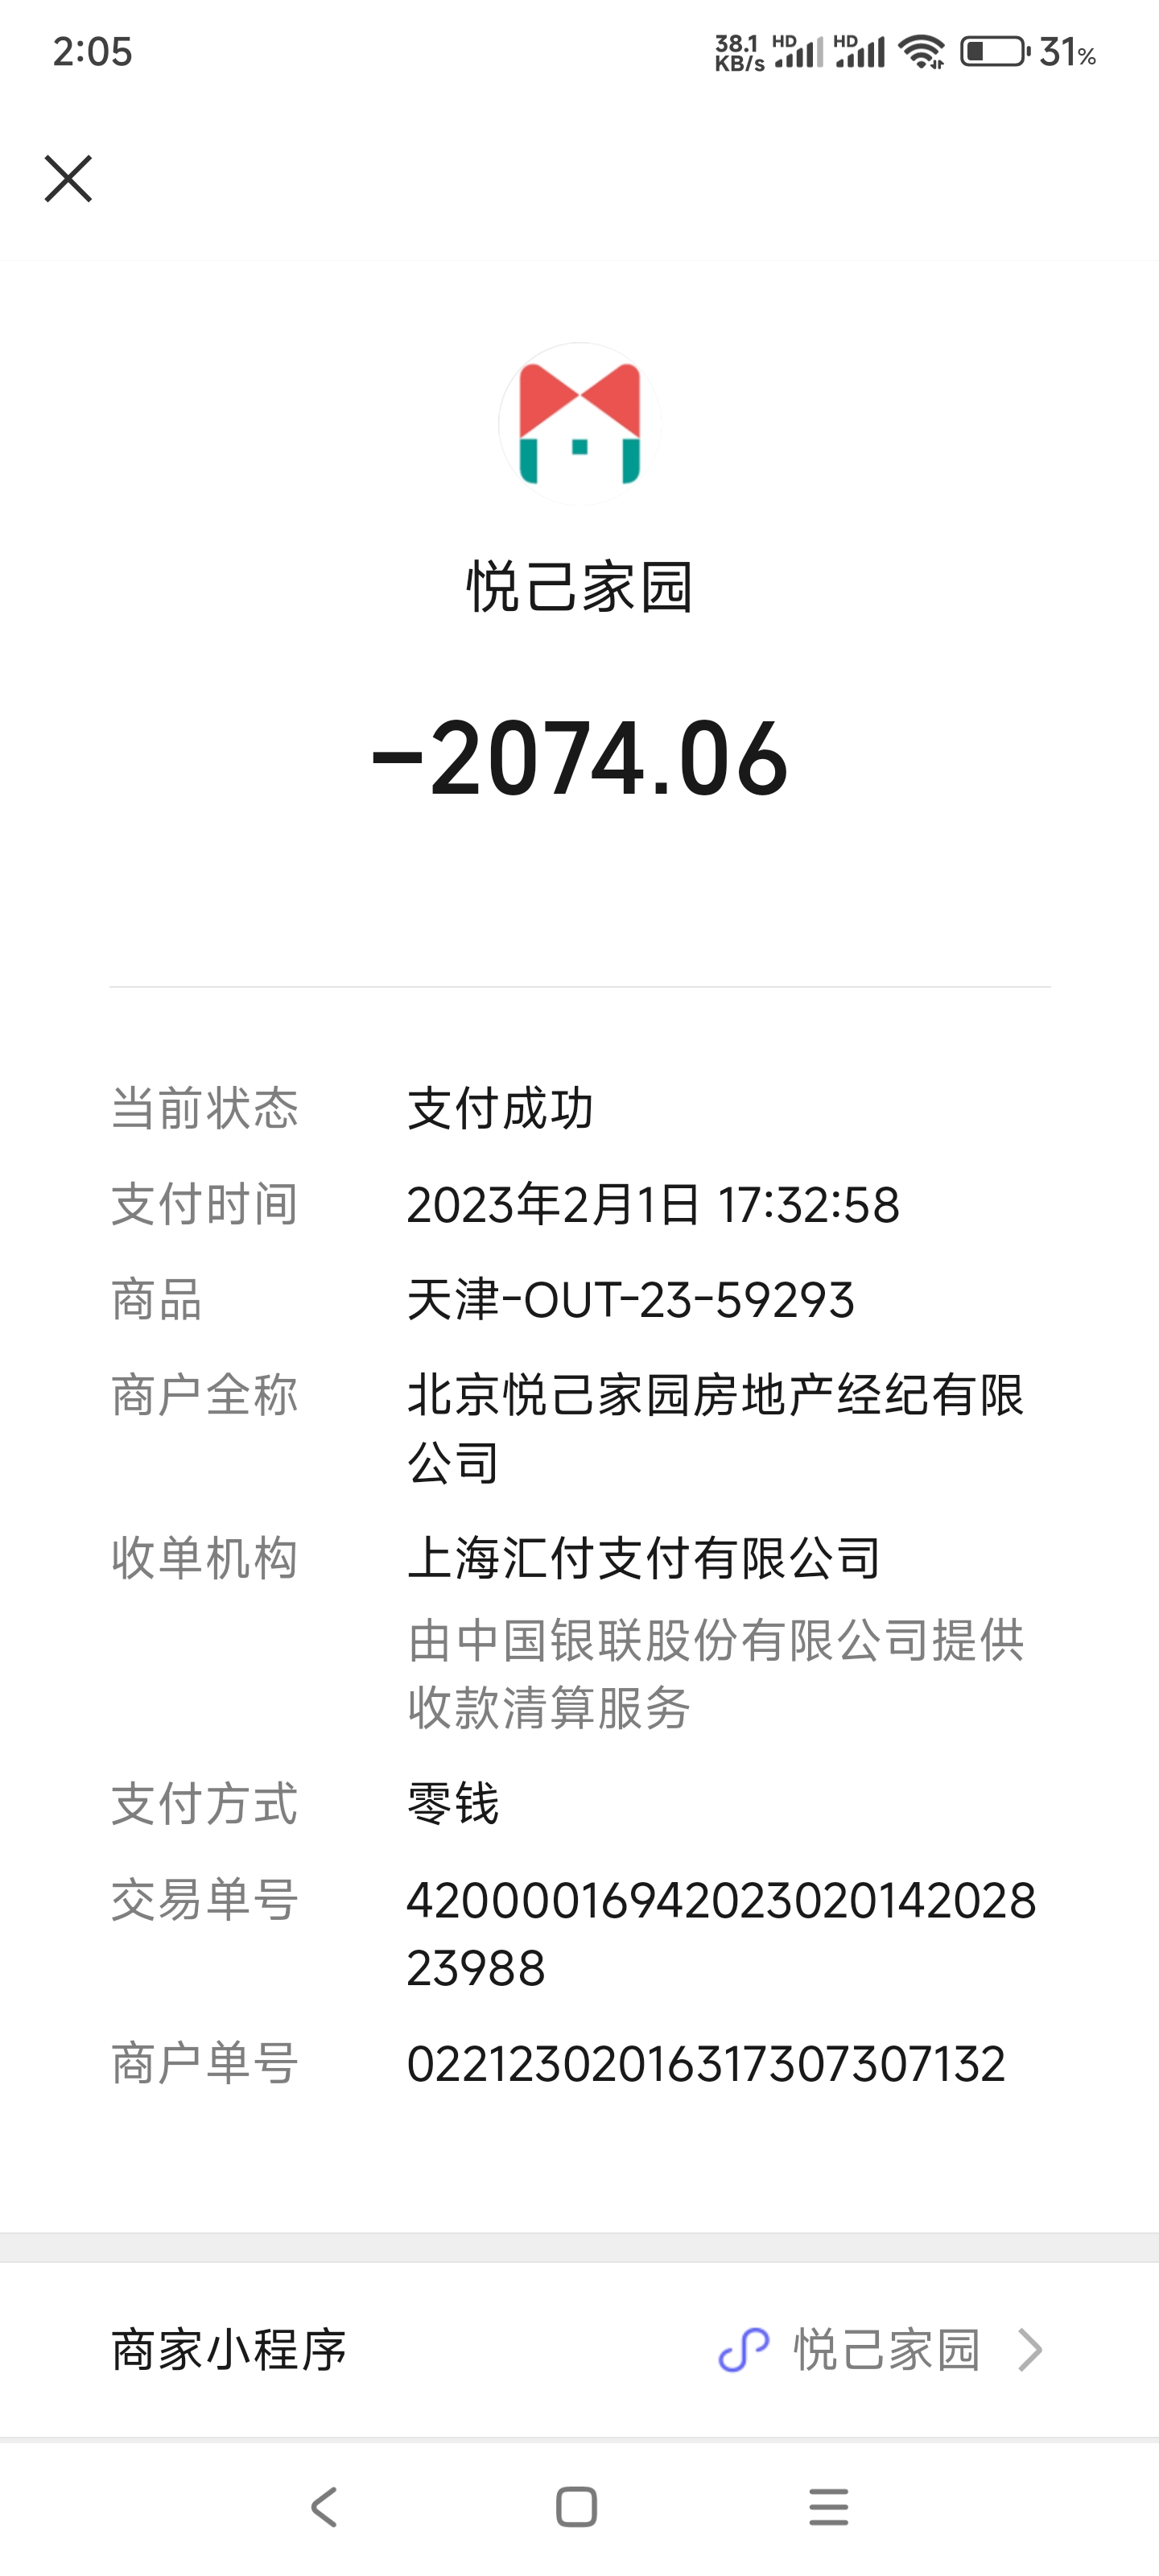 2:05 38.1 KB/s HD HD 31%
悦己家园
-2074.06
当前状态 支付成功
支付时间 2023年2月1日 17:32:58
商品 天津-OUT-23-59293
商户全称 北京悦己家园房地产经纪有限
公司
收单机构 上海汇付支付有限公司
由中国银联股份有限公司提供
收款清算服务
支付方式 零钱
交易单号 42000016942023020142028
23988
商户单号 02212302016317307307132
商家小程序 悦己家园